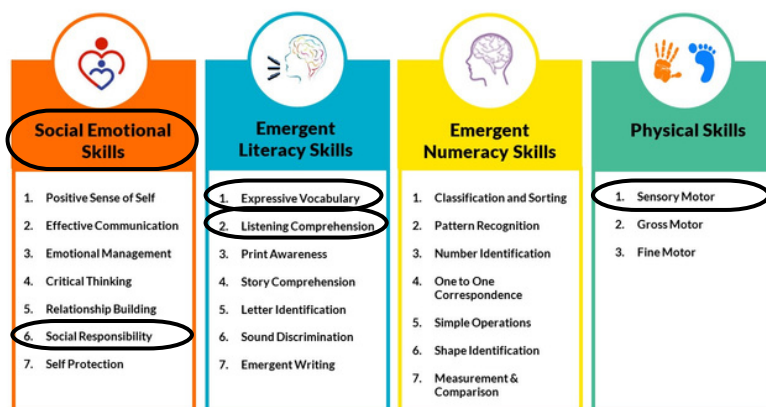 Social Emotional
Skills
1. Positive Sense of Self
2. Effective Communication
3. Emotional Management
4. Critical Thinking
5. Relationship Building
6. Social Responsibility
7. Self Protection
Emergent
Literacy Skills
1. Expressive Vocabulary
2. Listening Comprehension
3. Print Awareness
4. Story Comprehension
5. Letter Identification
6. Sound Discrimination
7. Emergent Writing
Emergent
Numeracy Skills
1. Classification and Sorting
2. Pattern Recognition
3. Number Identification
4. One to One
Correspondence
5. Simple Operations
6. Shape Identification
7. Measurement &
Comparison
Physical Skills
1. Sensory Motor
2. Gross Motor
3. Fine Motor